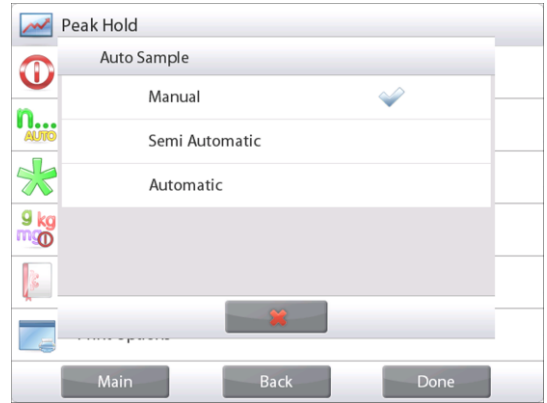 Peak Hold
Auto Sample
Manual
n...
AUTO
Semi Automatic
Automatic
g kg
mg
Main
Back
Done